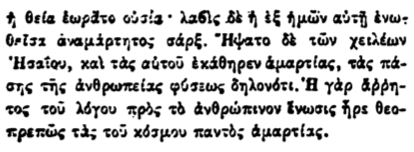 ἡ θεία ἑωρᾶτο οὐσία· λαβὶς δὲ ἡ ἐξ ἡμῶν αὐτῇ ἑνω-
θεῖσα ἀναμάρτητος σάρξ. Ἥψατο δὲ τῶν χειλέων
Ἡσαΐου, καὶ τὰς αὐτοῦ ἐκάθηρεν ἁμαρτίας, τὰς πά-
σης τῆς ἀνθρωπείας φύσεως δηλονότι. Ἡ γὰρ ἄῤῥη-
τος τοῦ λόγου πρὸς τὸ ἀνθρώπινον ἕνωσις ἦρε θεο-
πρεπῶς τὰς τοῦ κόσμου παντὸς ἁμαρτίας.